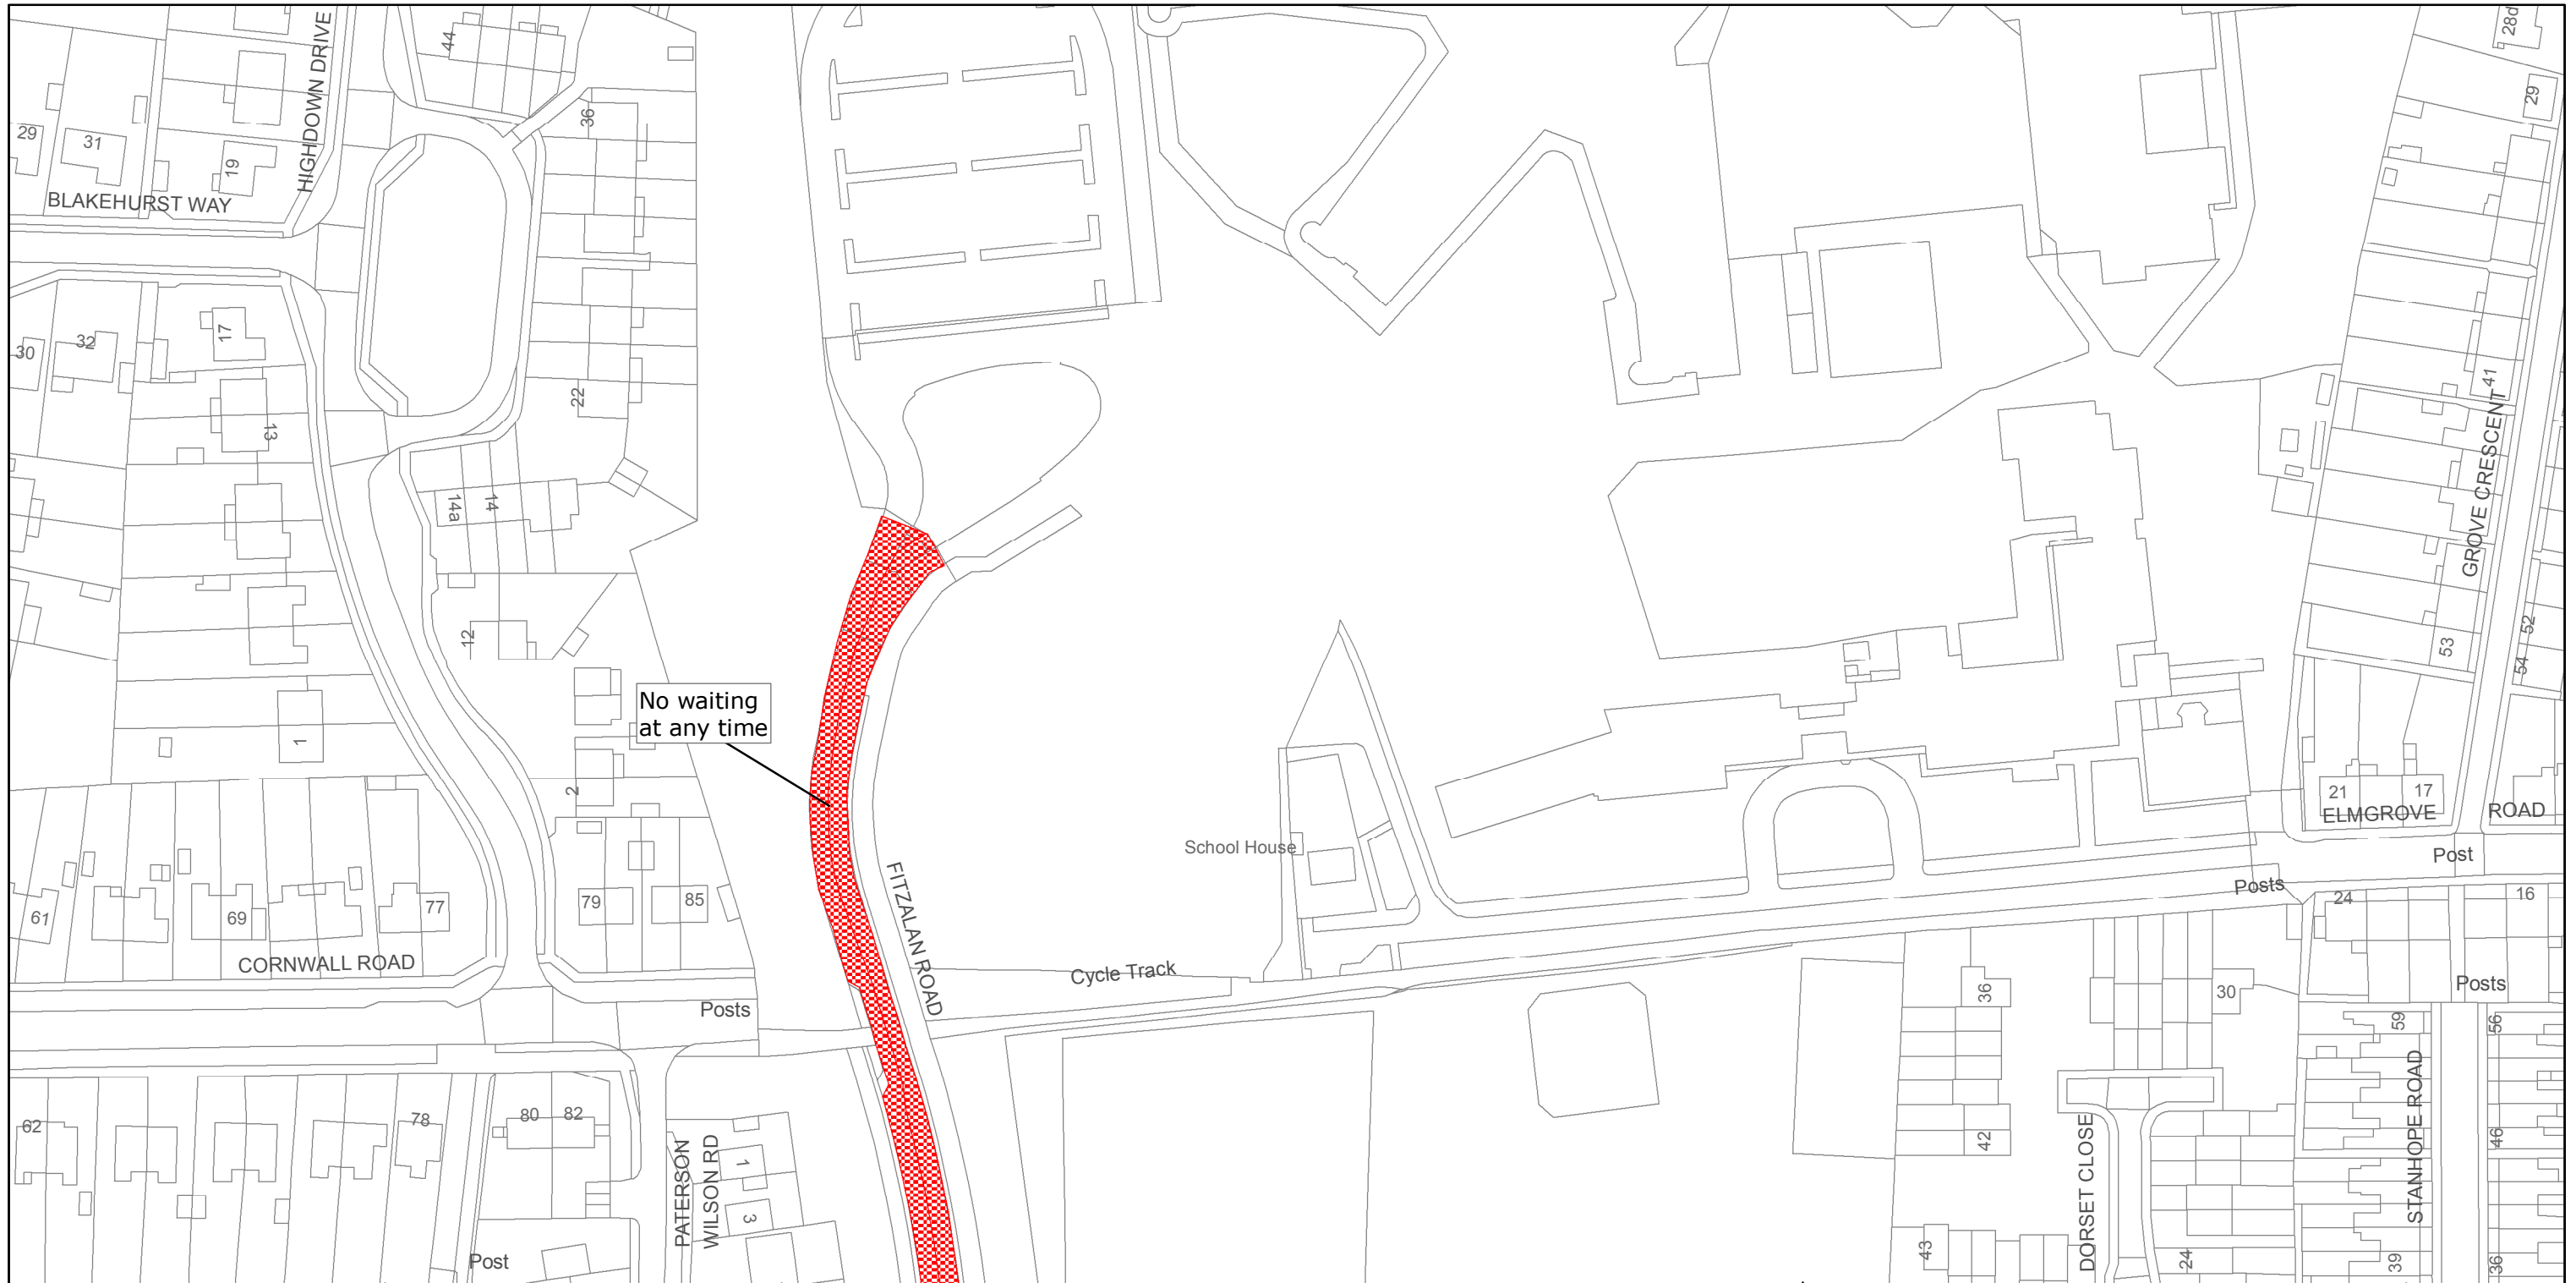 HIGHDOWN DRIVE
44
28d
29
36
29
31
19
BLAKEHURST WAY
17
30
32
22
13
41
GROVE CRESCENT
14a
14
12
52
53
54
No waiting
at any time
1
2
21
17
ELMGROVE
ROAD
School House
Post
Posts
79
85
61
69
77
24
16
FITZALAN ROAD
CORNWALL ROAD
Cycle Track
Posts
36
30
Posts
59
56
62
78
80
82
PATERSON
WILSON RD
1
3
42
46
DORSET CLOSE
STANHOPE ROAD
Post
43
24
39
36